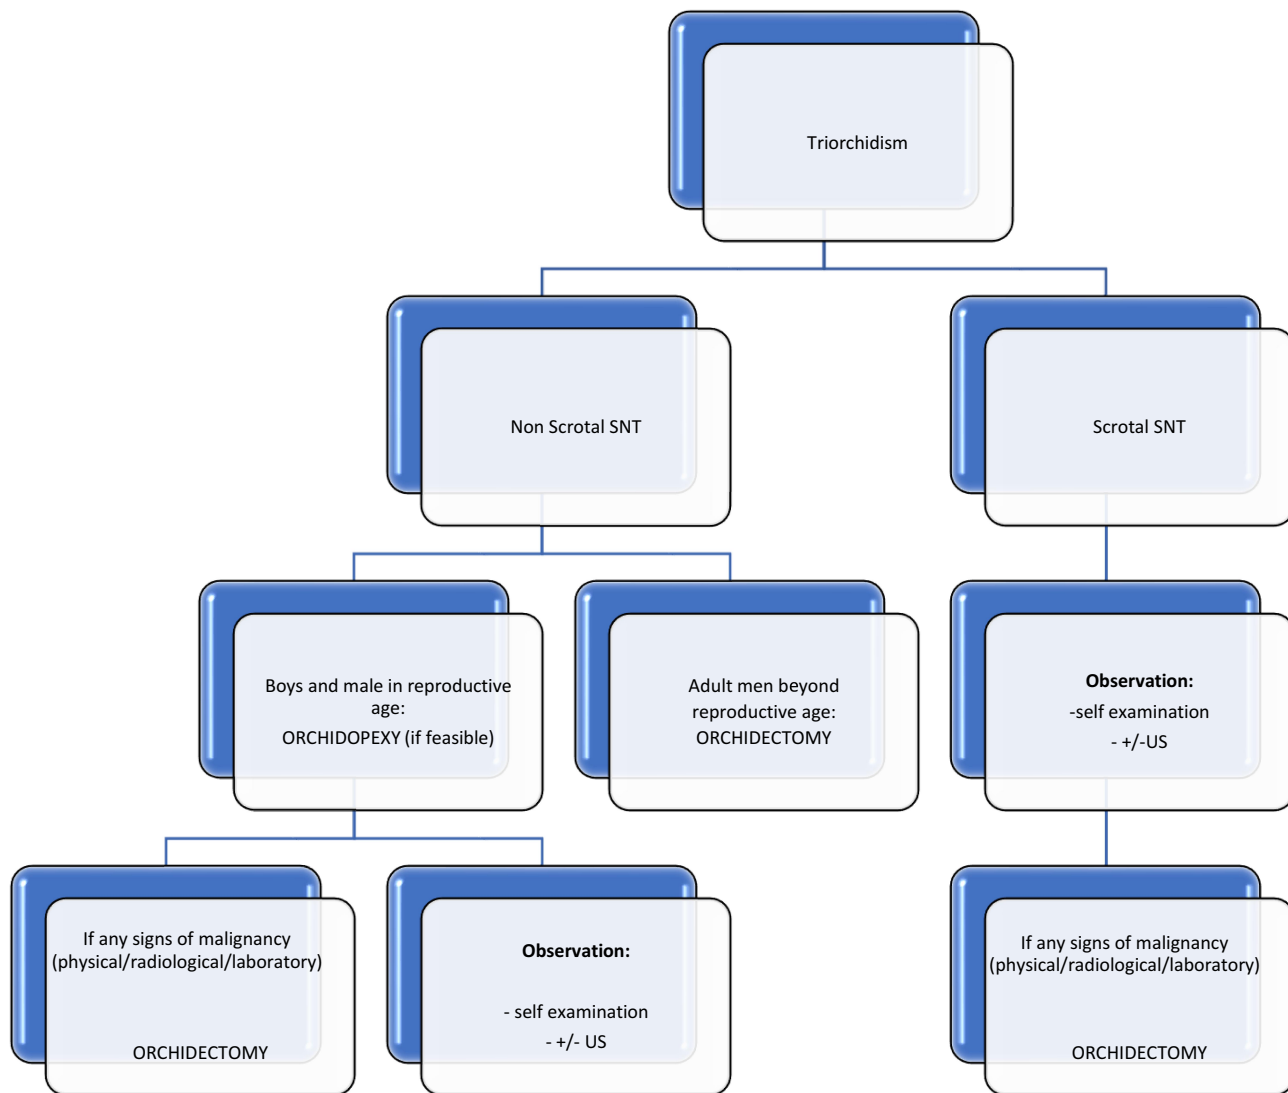 Triorchidism
Non Scrotal SNT
Scrotal SNT
Boys and male in reproductive
age:
ORCHIDOPEXY (if feasible)
Adult men beyond
reproductive age:
ORCHIDECTOMY
Observation:
-self examination
- +/-US
If any signs of malignancy
(physical/radiological/laboratory)
ORCHIDECTOMY
Observation:
- self examination
- +/- US
If any signs of malignancy
(physical/radiological/laboratory)
ORCHIDECTOMY